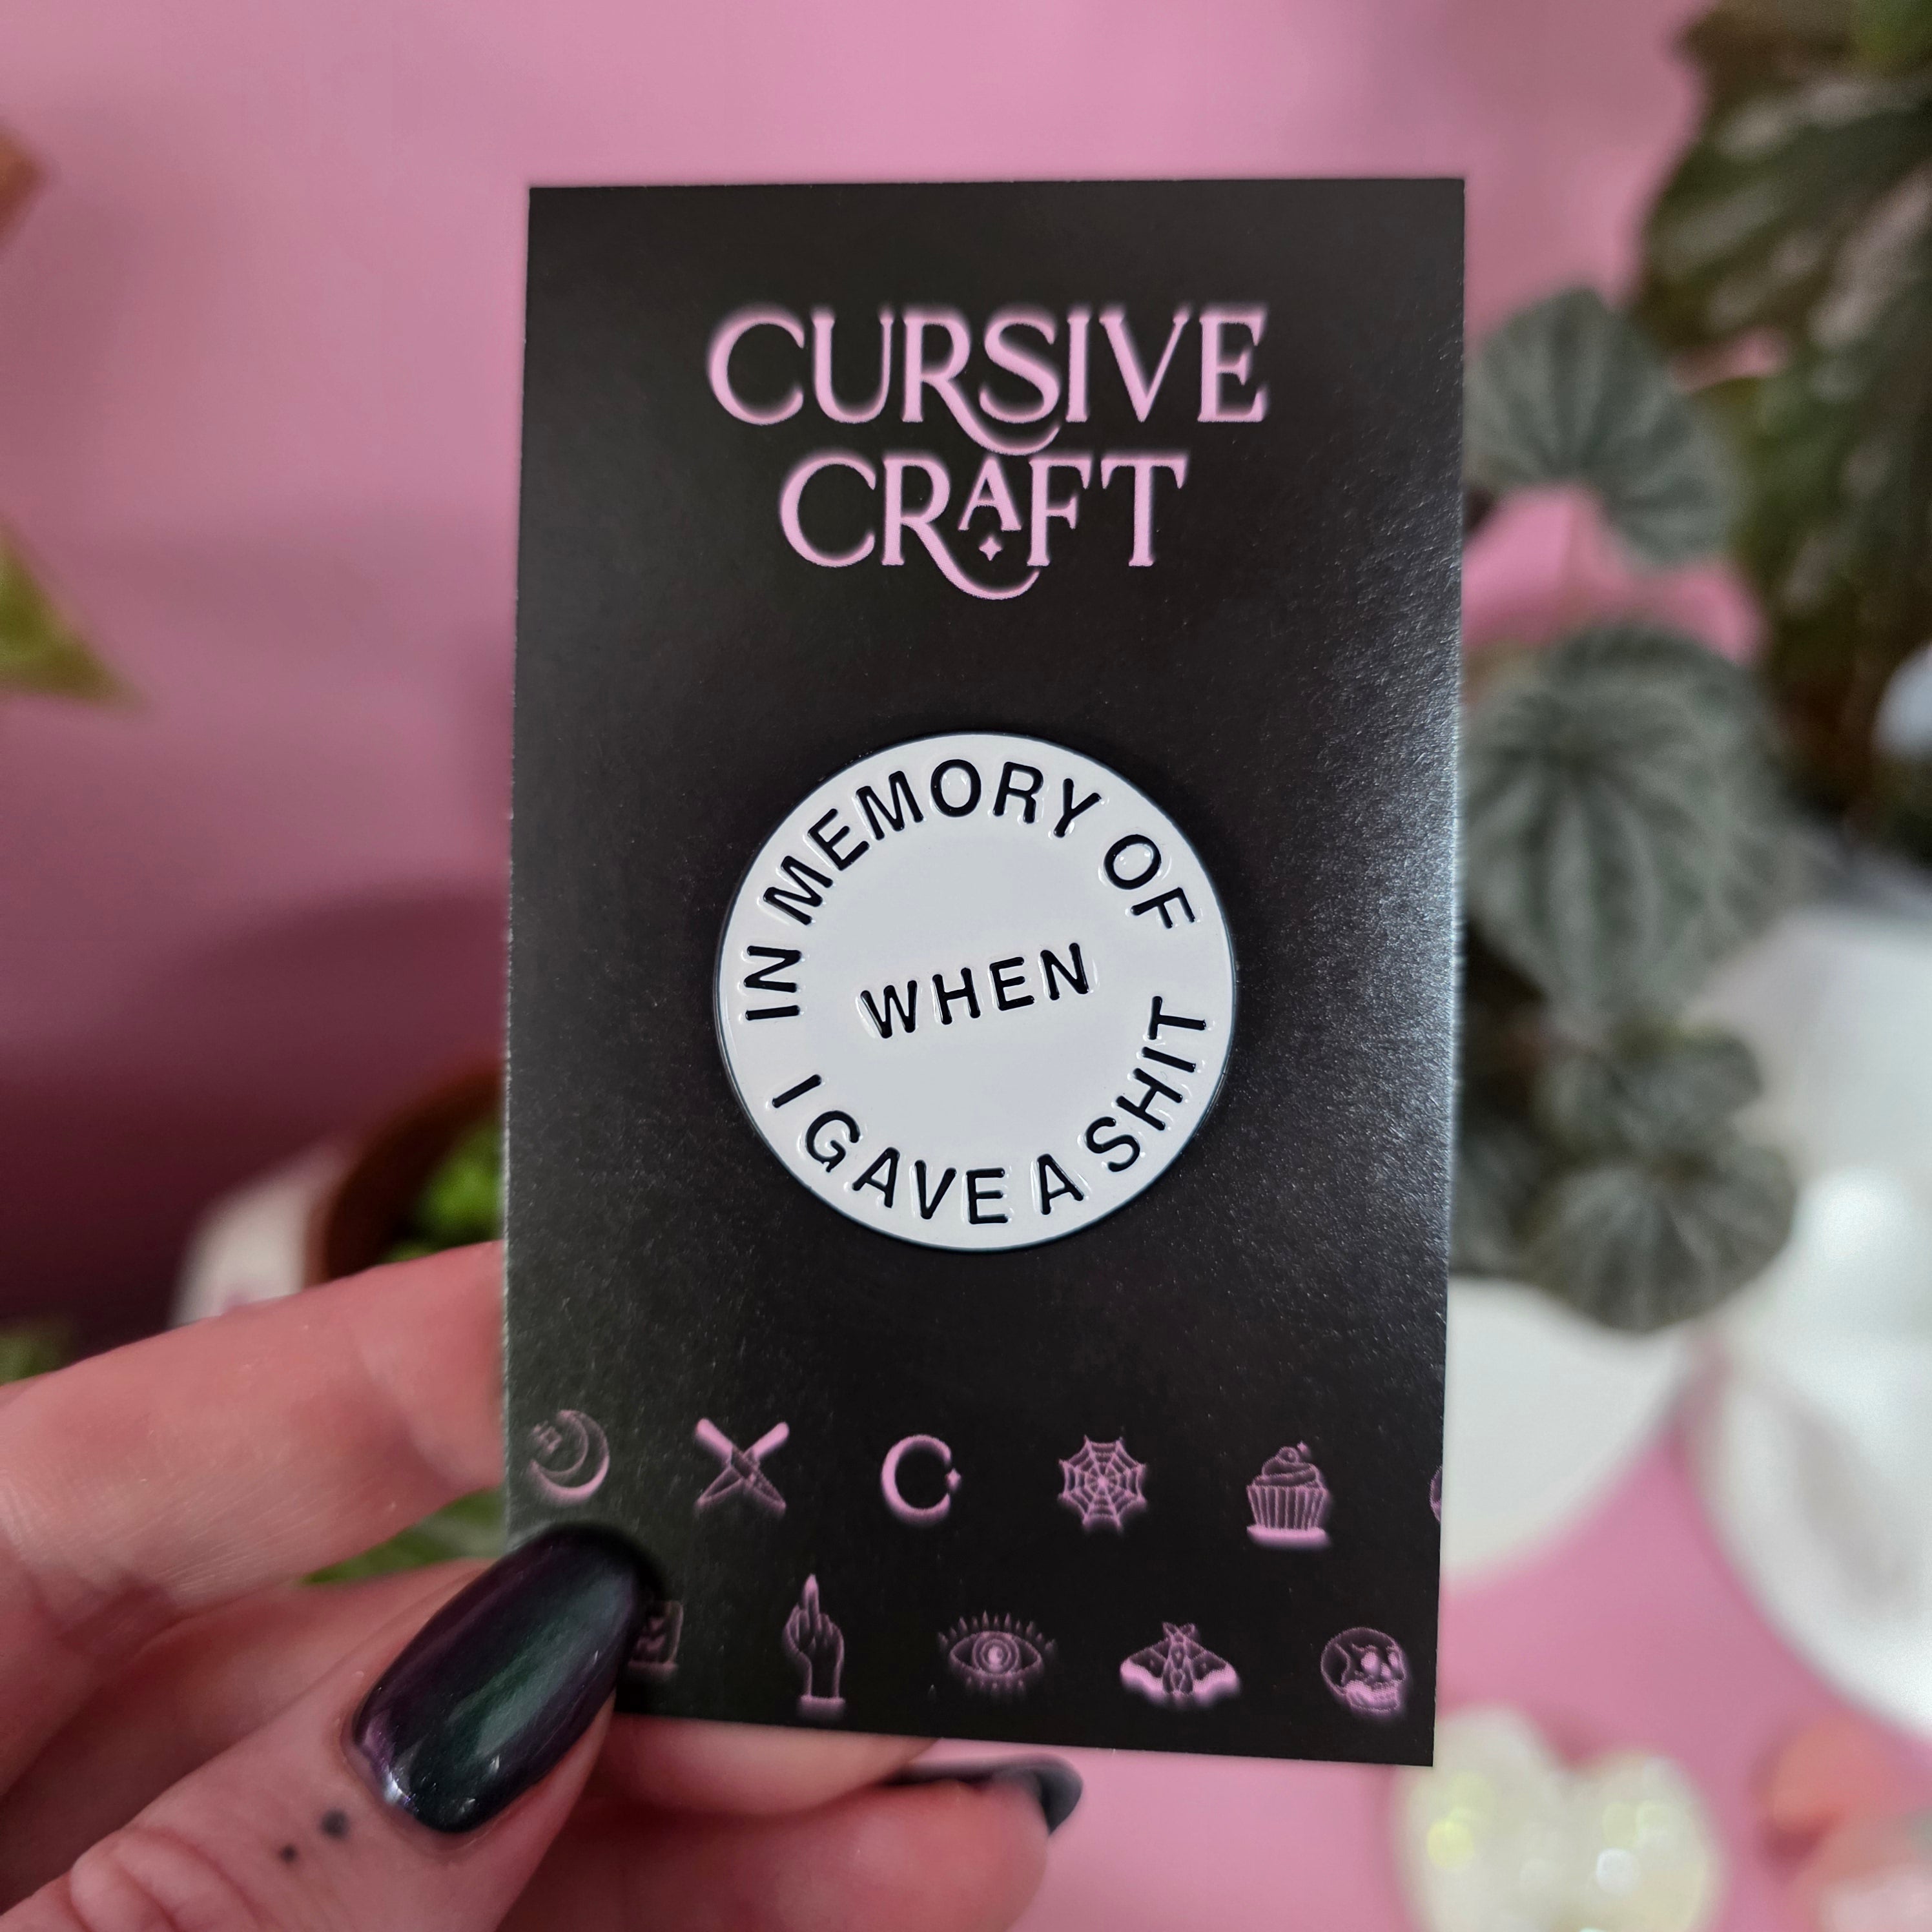 CURSIVE
CRAFT
IN MEMORY OF
WHEN
I GAVE A SHIT